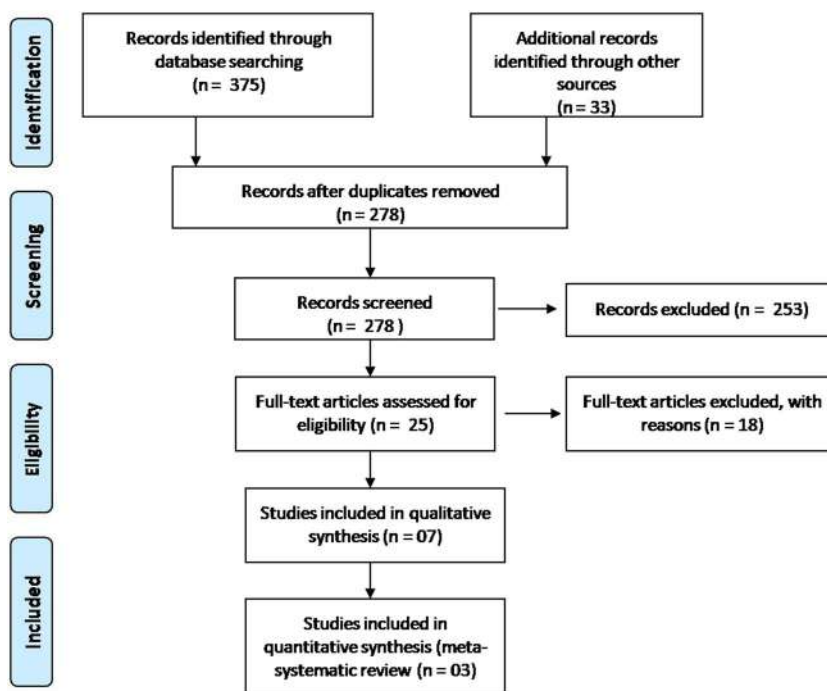 Identification
Records identified through
database searching
(n = 375)
Additional records
identified through other
sources
(n = 33)
Records after duplicates removed
(n = 278)
Screening
Records screened
(n = 278 )
Records excluded (n = 253)
Eligibility
Full-text articles assessed for
eligibility (n = 25)
Full-text articles excluded, with
reasons (n = 18)
Studies included in qualitative
synthesis (n = 07)
Included
Studies included in
quantitative synthesis (meta-
systematic review (n = 03)